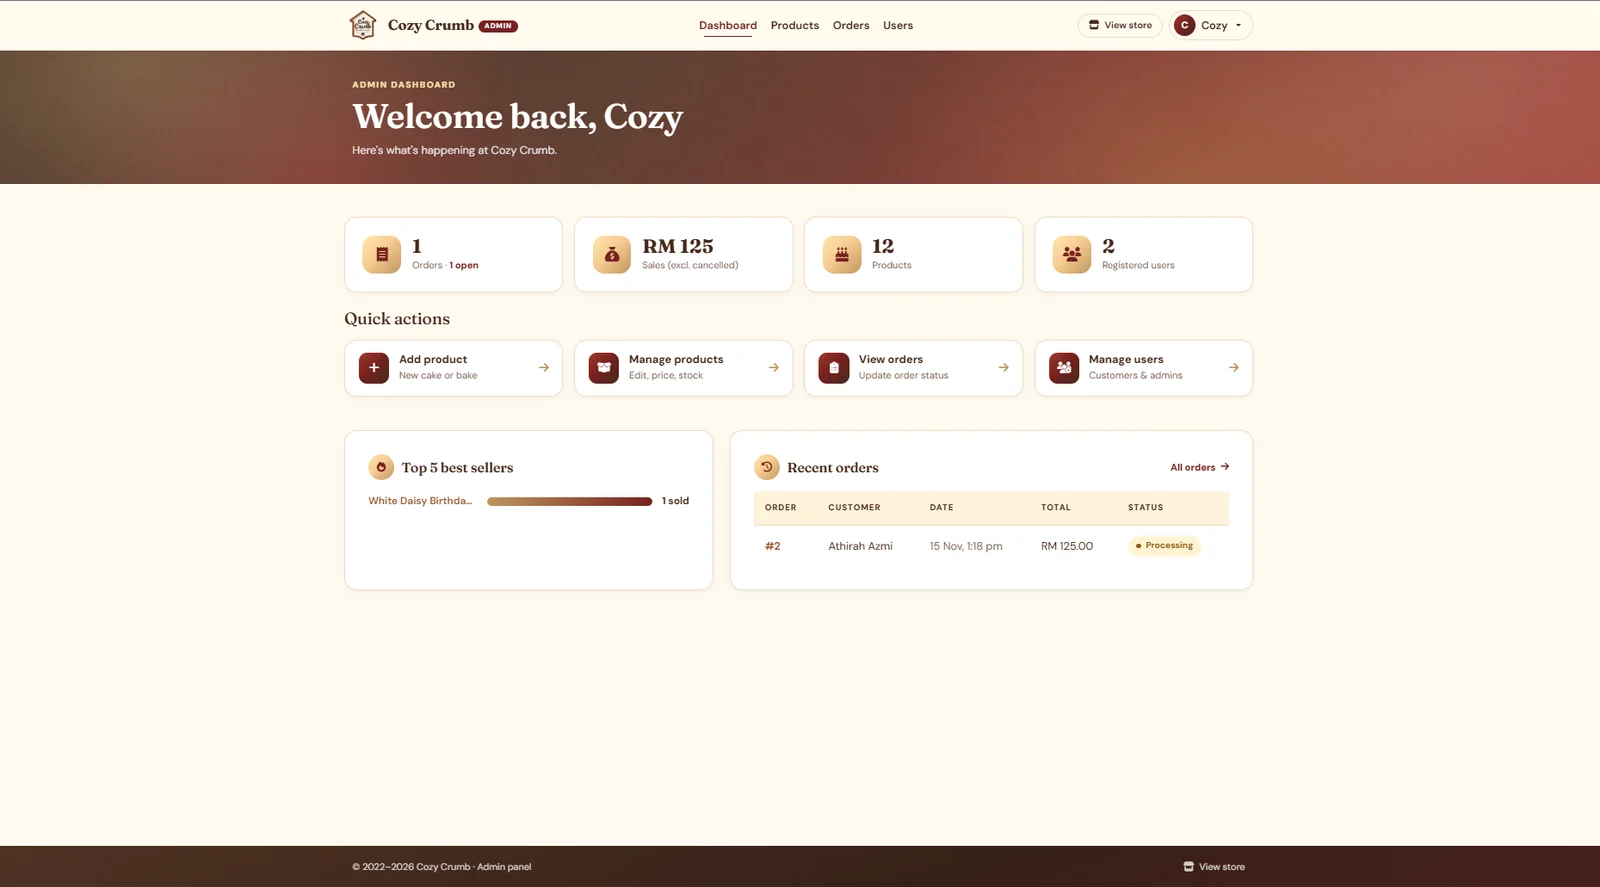 Cozy Crumb ADMIN
Dashboard Products Orders Users
View store
C Cozy
ADMIN DASHBOARD
Welcome back, Cozy
Here's what's happening at Cozy Crumb.
1
Orders · 1 open
RM 125
Sales (excl. cancelled)
12
Products
2
Registered users
Quick actions
Add product
New cake or bake
Manage products
Edit, price, stock
View orders
Update order status
Manage users
Customers & admins
Top 5 best sellers
White Daisy Birthda... 1 sold
Recent orders
All orders
ORDER CUSTOMER DATE TOTAL STATUS
#2 Athirah Azmi 15 Nov, 1:18 pm RM 125.00 Processing
© 2022–2026 Cozy Crumb · Admin panel
View store